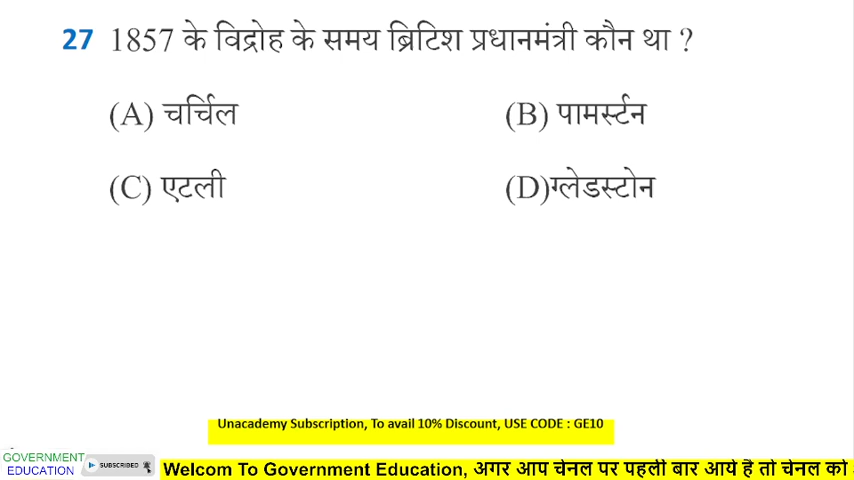 27 1857 के विद्रोह के समय ब्रिटिश प्रधानमंत्री कौन था ?
(A) चर्चिल (B) पामर्स्टन
(C) एटली (D)ग्लेडस्टोन
Unacademy Subscription, To avail 10% Discount, USE CODE : GE10
GOVERNMENT
EDUCATION
SUBSCRIBED
Welcom To Government Education, अगर आप चेनल पर पहली बार आये है तो चेनल को